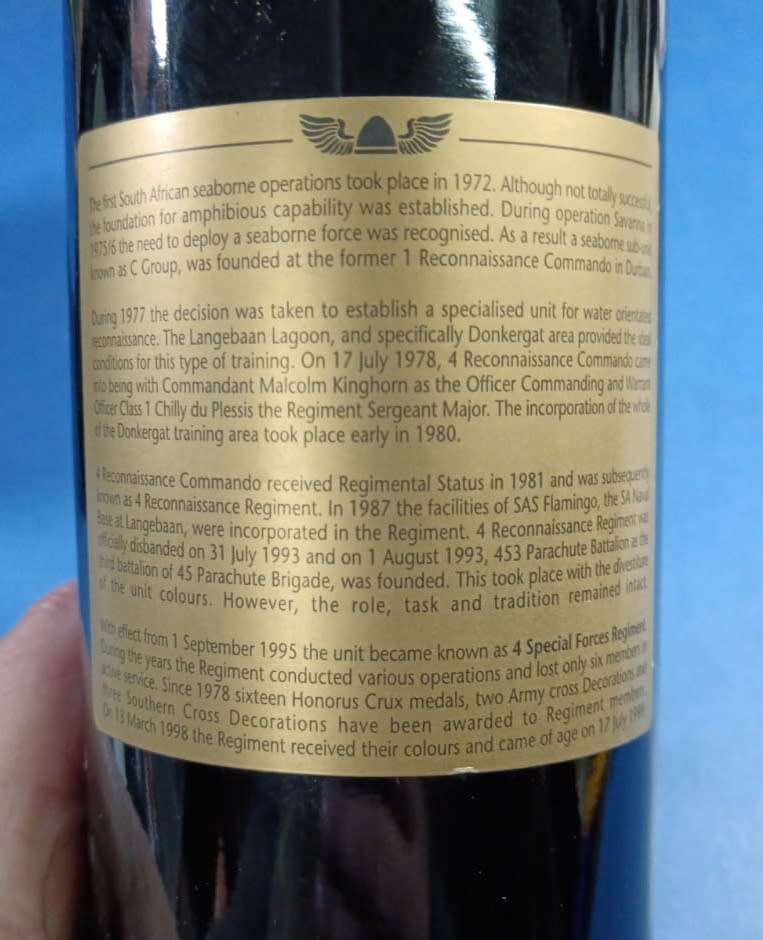 The first South African seaborne operations took place in 1972. Although not totally successful,
the foundation for amphibious capability was established. During operation Savanna in
1975/6 the need to deploy a seaborne force was recognised. As a result a seaborne sub-unit
known as C Group, was founded at the former 1 Reconnaissance Commando in Durban.
During 1977 the decision was taken to establish a specialised unit for water orientated
reconnaissance. The Langebaan Lagoon, and specifically Donkergat area provided the ideal
conditions for this type of training. On 17 July 1978, 4 Reconnaissance Commando came
into being with Commandant Malcolm Kinghorn as the Officer Commanding and Warrant
Officer Class 1 Chilly du Plessis the Regiment Sergeant Major. The incorporation of the whole
of the Donkergat training area took place early in 1980.
4 Reconnaissance Commando received Regimental Status in 1981 and was subsequently
known as 4 Reconnaissance Regiment. In 1987 the facilities of SAS Flamingo, the SA Naval
Base at Langebaan, were incorporated in the Regiment. 4 Reconnaissance Regiment was
officially disbanded on 31 July 1993 and on 1 August 1993, 453 Parachute Battalion as the
third battalion of 45 Parachute Brigade, was founded. This took place with the divestiture
of the unit colours. However, the role, task and tradition remained intact.
With effect from 1 September 1995 the unit became known as 4 Special Forces Regiment.
During the years the Regiment conducted various operations and lost only six members in
active service. Since 1978 sixteen Honorus Crux medals, two Army cross Decorations and
three Southern Cross Decorations have been awarded to Regiment members.
On 13 March 1998 the Regiment received their colours and came of age on 17 July